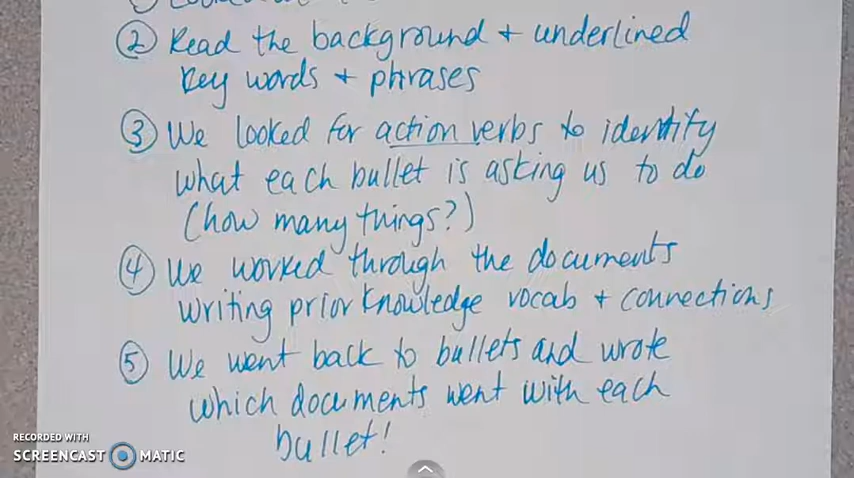 ② Read the background + underlined
key words + phrases
③ We looked for action verbs to identify
what each bullet is asking us to do
(how many things?)
④ We worked through the documents
writing prior knowledge vocab + connections
⑤ We went back to bullets and wrote
which documents went with each
bullet!
RECORDED WITH
SCREENCAST MATIC